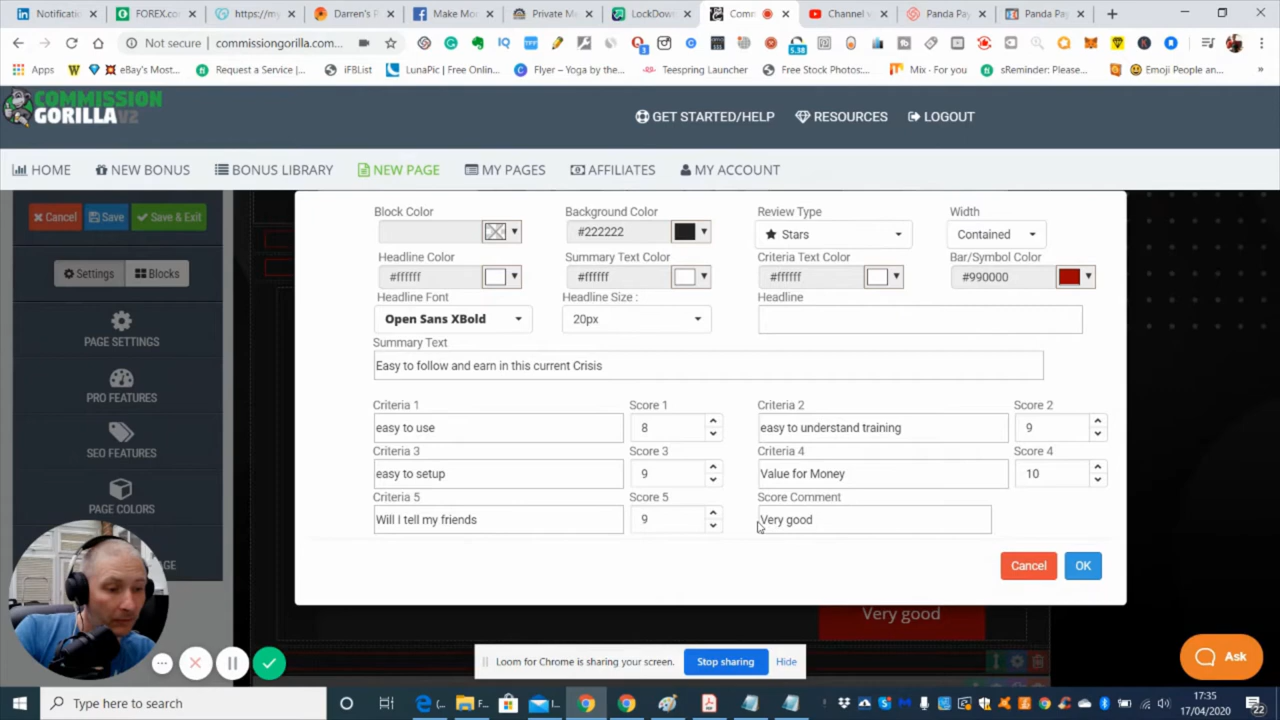 Notification
FOREX.co
https://my
Darren's P
Make Mo
Private Me
LockDow
Comm
Channel v
Panda Pay
Panda Pay
Not secure | commissiongorilla.com...
Apps
eBay's Most...
Request a Service |...
iFBList
LunaPic | Free Onlin...
Flyer – Yoga by the...
Teespring Launcher
Free Stock Photos:...
Mix - For you
sReminder: Please...
Emoji People an...
COMMISSION
GORILLA V2
GET STARTED/HELP
RESOURCES
LOGOUT
HOME
NEW BONUS
BONUS LIBRARY
NEW PAGE
MY PAGES
AFFILIATES
MY ACCOUNT
Cancel
Save
Save & Exit
Settings
Blocks
PAGE SETTINGS
PRO FEATURES
SEO FEATURES
PAGE COLORS
Block Color
Background Color
Review Type
Width
#222222
Stars
Contained
Headline Color
Summary Text Color
Criteria Text Color
Bar/Symbol Color
#ffffff
#ffffff
#ffffff
#990000
Headline Font
Headline Size :
Headline
Open Sans XBold
20px
Summary Text
Easy to follow and earn in this current Crisis
Criteria 1
Score 1
Criteria 2
Score 2
easy to use
8
easy to understand training
9
Criteria 3
Score 3
Criteria 4
Score 4
easy to setup
9
Value for Money
10
Criteria 5
Score 5
Score Comment
Will I tell my friends
9
Very good
Cancel
OK
Very good
Loom for Chrome is sharing your screen.
Stop sharing
Hide
Ask
Type here to search
17:35
17/04/2020
22